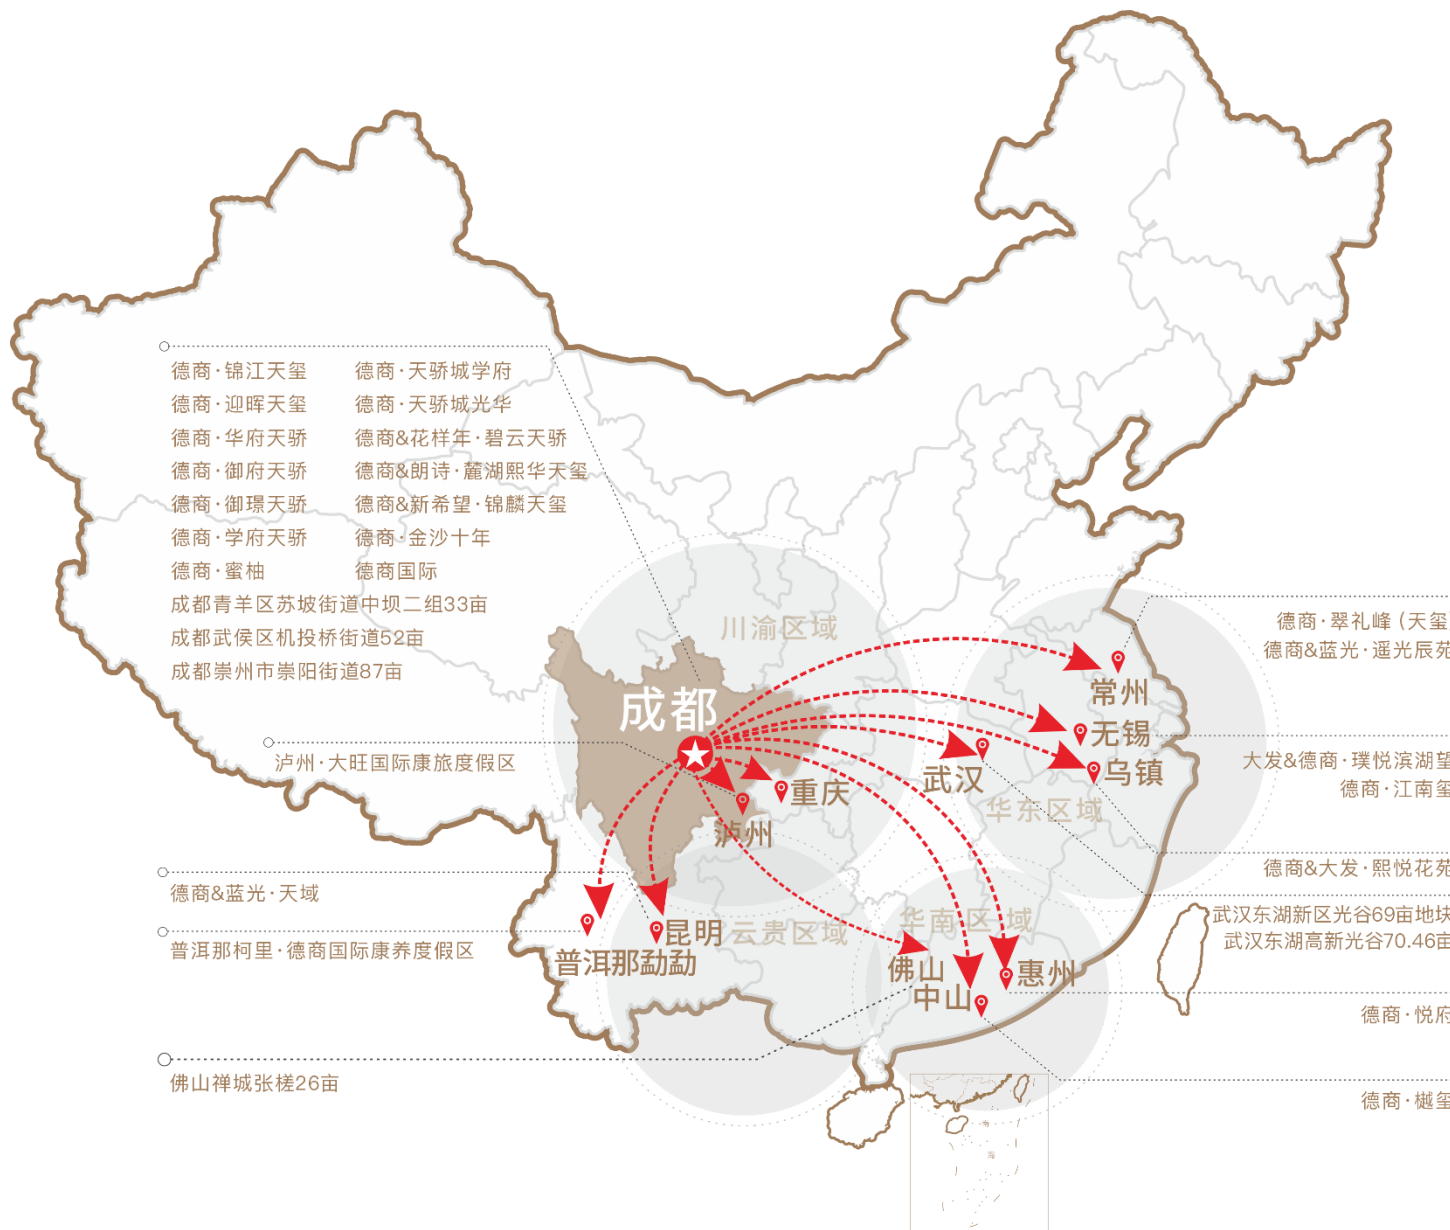 德商·锦江天玺
德商·天骄城学府
德商·迎晖天玺
德商·天骄城光华
德商·华府天骄
德商&花样年·碧云天骄
德商·御府天骄
德商&朗诗·麓湖熙华天玺
德商·御璟天骄
德商&新希望·锦麟天玺
德商·学府天骄
德商·金沙十年
德商·蜜柚
德商国际
成都青羊区苏坡街道中坝二组33亩
成都武侯区机投桥街道52亩
成都崇州市崇阳街道87亩
川渝区域
成都
泸州·大旺国际康旅度假区
重庆
泸州
德商&蓝光·天域
普洱那柯里·德商国际康养度假区
昆明
云贵区域
普洱那勐勐
佛山禅城张槎26亩
德商·翠礼峰(天玺
德商&蓝光·遥光辰苑
常州
无锡
大发&德商·璞悦滨湖望
德商·江南玺
乌镇
武汉
华东区域
德商&大发·熙悦花苑
武汉东湖新区光谷69亩地块
武汉东湖高新光谷70.46亩
华南区域
佛山
中山
惠州
德商·悦府
德商·樾玺
南
海